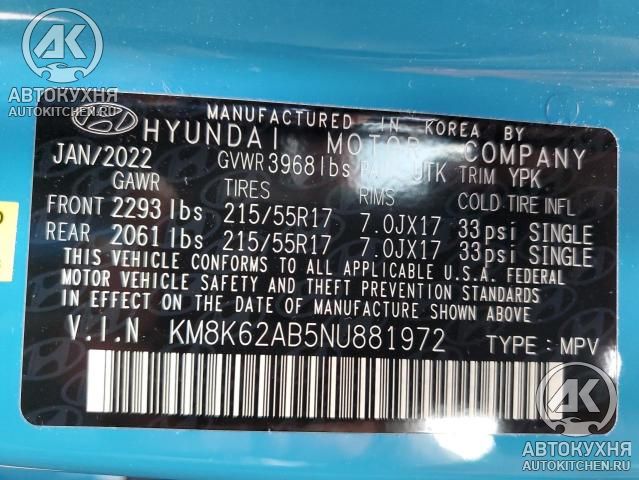 AK
АВТОКУХНЯ
AUTOKITCHEN.RU
MANUFACTURED IN KOREA BY
HYUNDAI MOTOR COMPANY
JAN/2022 GVWR 3968 lbs UTK TRIM YPK
GAWR TIRES RIMS COLD TIRE INFL
FRONT 2293 lbs 215/55R17 7.0JX17 33psi SINGLE
REAR 2061 lbs 215/55R17 7.0JX17 33psi SINGLE
THIS VEHICLE CONFORMS TO ALL APPLICABLE U.S.A. FEDERAL
MOTOR VEHICLE SAFETY AND THEFT PREVENTION STANDARDS
IN EFFECT ON THE DATE OF MANUFACTURE SHOWN ABOVE
V.I.N KM8K62AB5NU881972 TYPE: MPV
AK
АВТОКУХНЯ
AUTOKITCHEN.RU